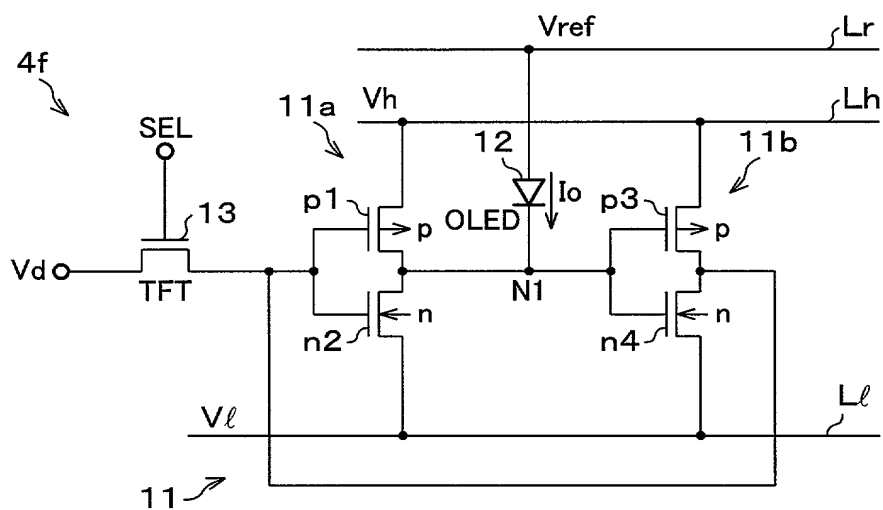 Vref
Lr
4f
Vh
Lh
11a
SEL
12
11b
13
p1
p
OLED
Io
p3
p
Vd
TFT
N1
n2
n
n4
n
Vℓ
Lℓ
11